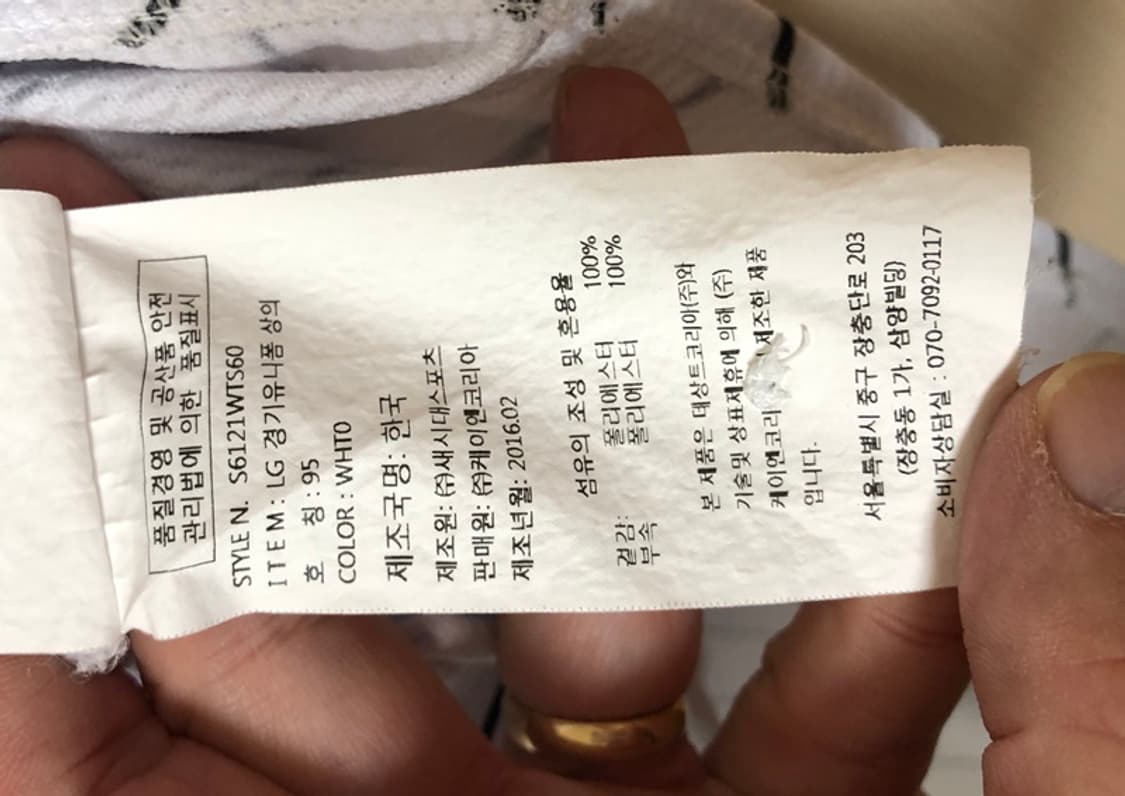 품질경영 및 공산품 안전
관리법에 의한 품질표시
STYLE N. S6121WTS60
ITEM : LG 경기유니폼 상의
호 칭 : 95
COLOR : WHT0
제조국명: 한국
제조원: ㈜새시대스포츠
판매원: ㈜케이엔코리아
제조년월: 2016.02
섬유의 조성 및 혼용율
겉감: 폴리에스터 100%
부속 폴리에스터 100%
본 제품은 데상트코리아(주)와
기술및 상표제휴에 의해 (주)
케이엔코리 제조한 제품
입니다.
서울특별시 중구 장충단로 203
(장충동 1가, 삼양빌딩)
소비자상담실 : 070-7092-0117